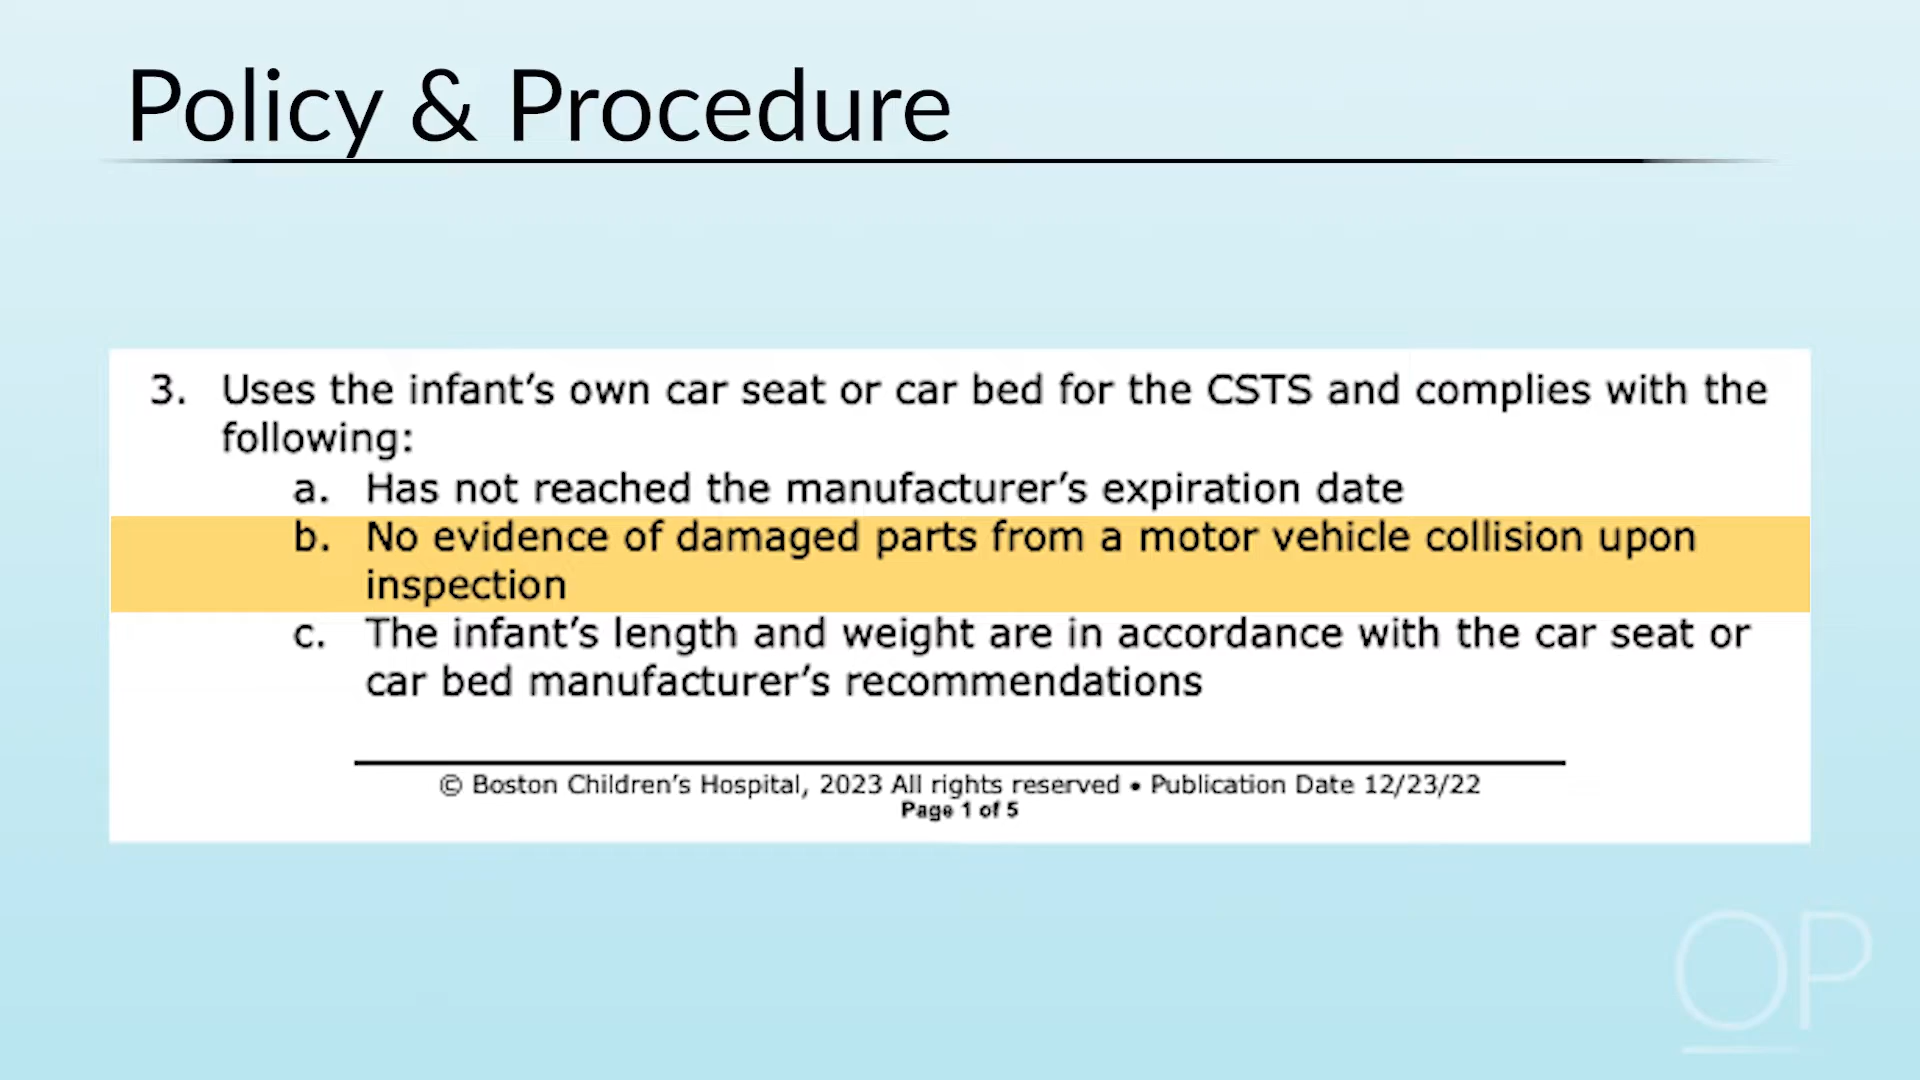 Policy & Procedure
3. Uses the infant’s own car seat or car bed for the CSTS and complies with the
following:
a. Has not reached the manufacturer’s expiration date
b. No evidence of damaged parts from a motor vehicle collision upon
inspection
c. The infant’s length and weight are in accordance with the car seat or
car bed manufacturer’s recommendations
© Boston Children’s Hospital, 2023 All rights reserved • Publication Date 12/23/22
Page 1 of 5
OP